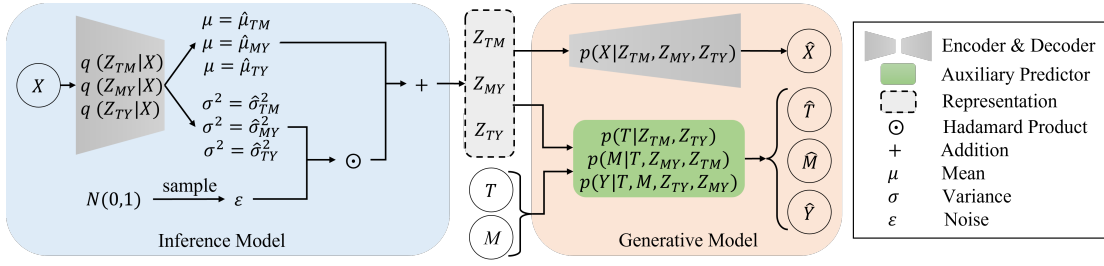 X
q (Z_TM|X)
q (Z_MY|X)
q (Z_TY|X)
μ = μ̂_TM
μ = μ̂_MY
μ = μ̂_TY
σ² = σ̂²_TM
σ² = σ̂²_MY
σ² = σ̂²_TY
N(0,1)
sample
ε
⊙
+
Inference Model
Z_TM
Z_MY
Z_TY
T
M
p(X|Z_TM, Z_MY, Z_TY)
X̂
p(T|Z_TM, Z_TY)
p(M|T, Z_MY, Z_TM)
p(Y|T, M, Z_TY, Z_MY)
T̂
M̂
Ŷ
Generative Model
Encoder & Decoder
Auxiliary Predictor
Representation
⊙ Hadamard Product
+ Addition
μ Mean
σ Variance
ε Noise